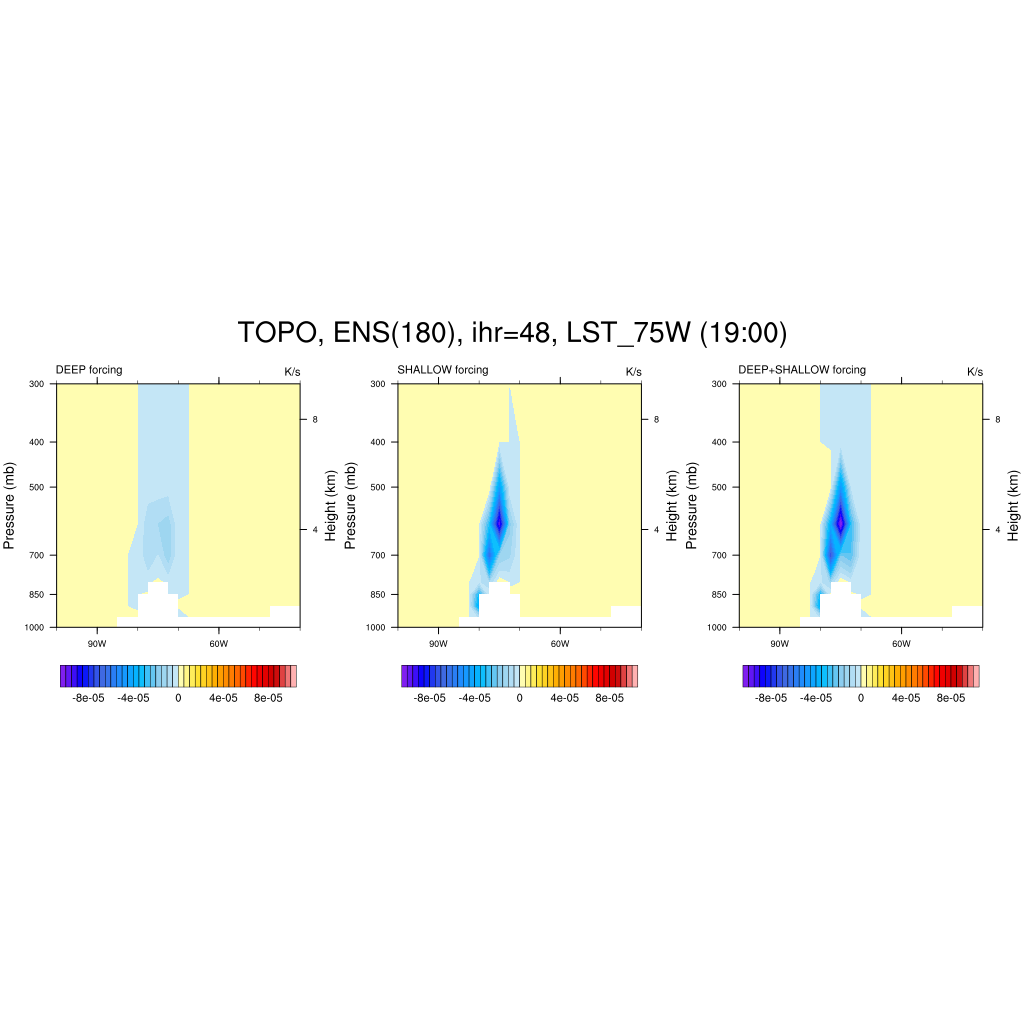 TOPO, ENS(180), ihr=48, LST_75W (19:00)
DEEP forcing K/s
300
400
500
700
850
1000
Pressure (mb)
8
4
Height (km)
90W 60W
-8e-05 -4e-05 0 4e-05 8e-05
SHALLOW forcing K/s
300
400
500
700
850
1000
Pressure (mb)
8
4
Height (km)
90W 60W
-8e-05 -4e-05 0 4e-05 8e-05
DEEP+SHALLOW forcing K/s
300
400
500
700
850
1000
Pressure (mb)
8
4
Height (km)
90W 60W
-8e-05 -4e-05 0 4e-05 8e-05